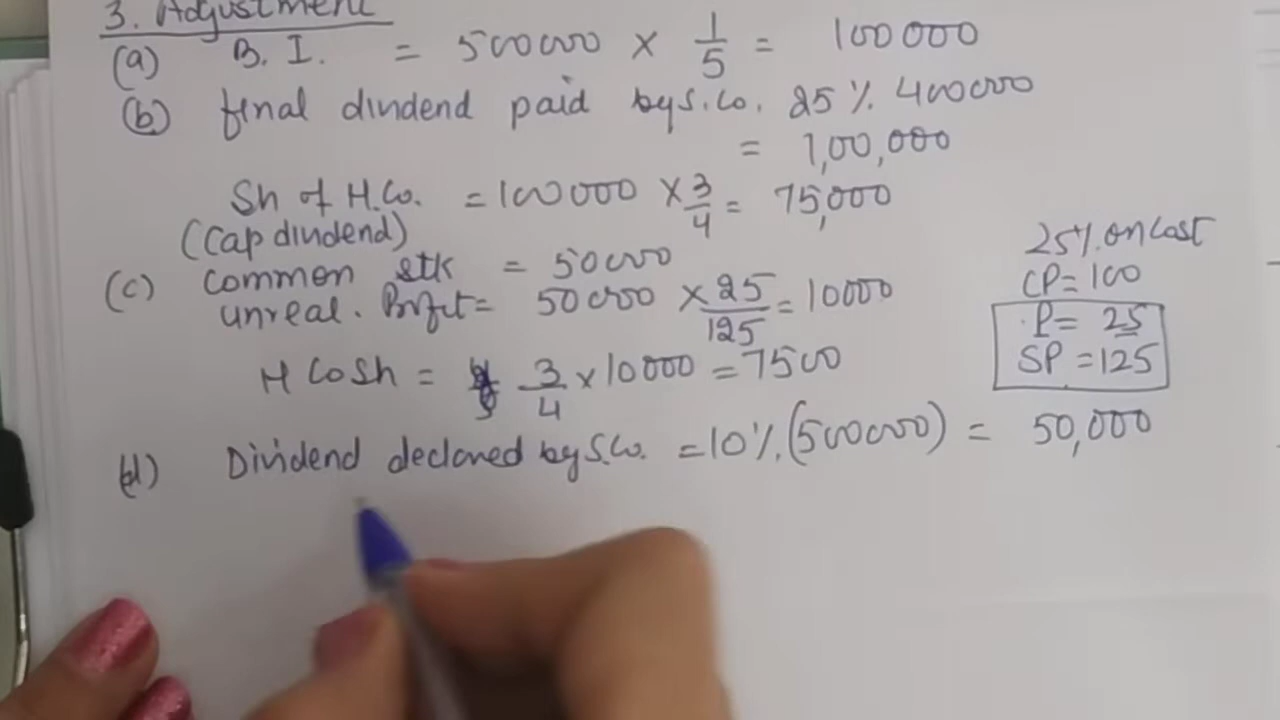 3. Adjustment
(a) B. I. = 500000 × 1/5 = 100000
(b) final dividend paid by S.Co. 25% 400000
= 1,00,000
Sh of H.Co. = 100000 × 3/4 = 75,000
(Cap dividend)
(c) Common stk = 50000
unreal. Profit = 50000 × 25/125 = 10000
H Co Sh = 3/4 × 10000 = 7500
25% on Cost
CP = 100
P = 25
SP = 125
(d) Dividend declared by S.Co. = 10% (500000) = 50,000